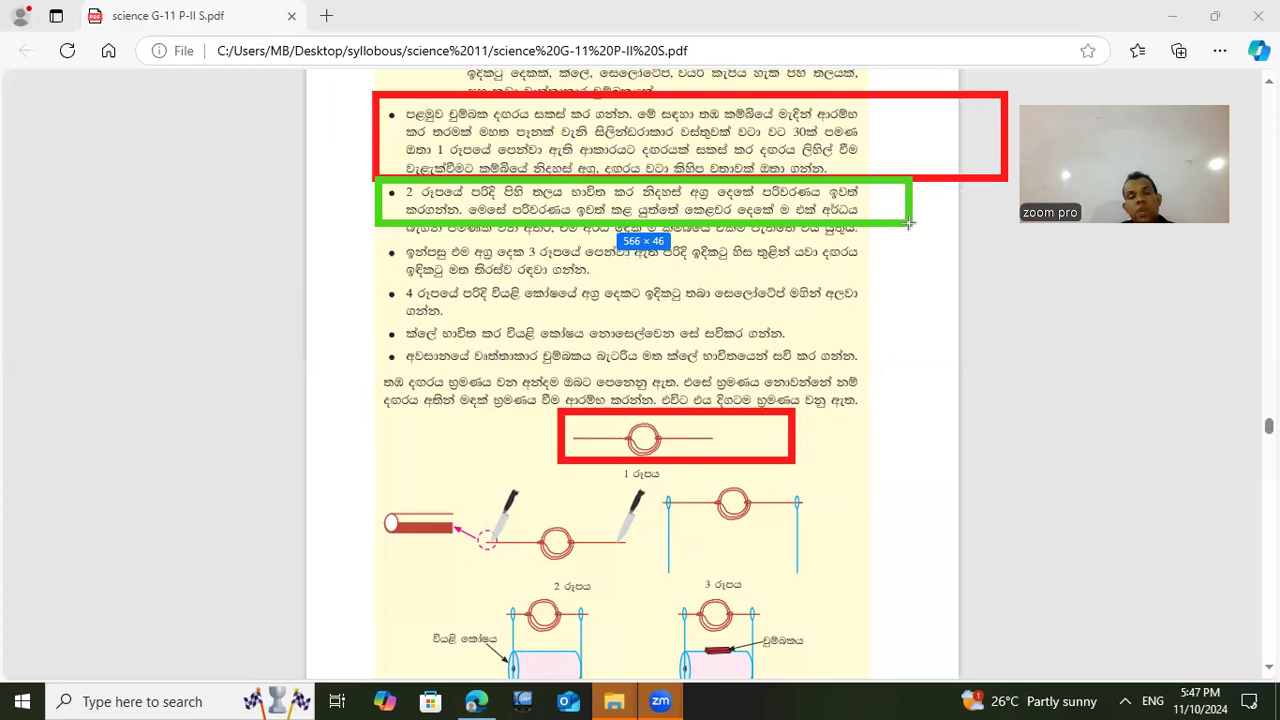 science G-11 P-II S.pdf
File
C:/Users/MB/Desktop/syllobous/science%2011/science%20G-11%20P-II%20S.pdf
ඉදිකටු දෙකක්, ක්ලේ, සෙලෝටේප්, වයර් කැපිය හැකි පිහි තලයක්,
• පළමුව චුම්බක දඟරය සකස් කර ගන්න. මේ සඳහා තඹ කම්බියේ මැදින් ආරම්භ
කර තරමක් මහත පෑනක් වැනි සිලින්ඩරාකාර වස්තුවක් වටා වට 30ක් පමණ
ඔතා 1 රූපයේ පෙන්වා ඇති ආකාරයට දඟරයක් සකස් කර දඟරය ලිහිල් වීම
වැළැක්වීමට කම්බියේ නිදහස් අග්‍ර, දඟරය වටා කිහිප වතාවක් ඔතා ගන්න.
• 2 රූපයේ පරිදි පිහි තලය භාවිත කර නිදහස් අග්‍ර දෙකේ පරිවරණය ඉවත්
කරගන්න. මෙසේ පරිවරණය ඉවත් කළ යුත්තේ කෙළවර දෙකේ ම එක් අර්ධය
566 × 46
• ඉන්පසු එම අග්‍ර දෙක 3 රූපයේ පෙන්වා ඇති පරිදි ඉදිකටු හිස තුළින් යවා දඟරය
ඉඳිකටු මත තිරස්ව රඳවා ගන්න.
• 4 රූපයේ පරිදි වියළි කෝෂයේ අග්‍ර දෙකට ඉදිකටු තබා සෙලෝටේප් මගින් අලවා
ගන්න.
• ක්ලේ භාවිත කර වියළි කෝෂය නොසෙල්වෙන සේ සවිකර ගන්න.
• අවසානයේ වෘත්තාකාර චුම්බකය බැටරිය මත ක්ලේ භාවිතයෙන් සවි කර ගන්න.
තඹ දඟරය භ්‍රමණය වන අන්දම ඔබට පෙනෙනු ඇත. එසේ භ්‍රමණය නොවන්නේ නම්
දඟරය අතින් මඳක් භ්‍රමණය වීම ආරම්භ කරන්න. එවිට එය දිගටම භ්‍රමණය වනු ඇත.
1 රූපය
2 රූපය
3 රූපය
වියළි කෝෂය
චුම්බකය
zoom pro
Type here to search
zm
26°C Partly sunny
ENG
5:47 PM
11/10/2024